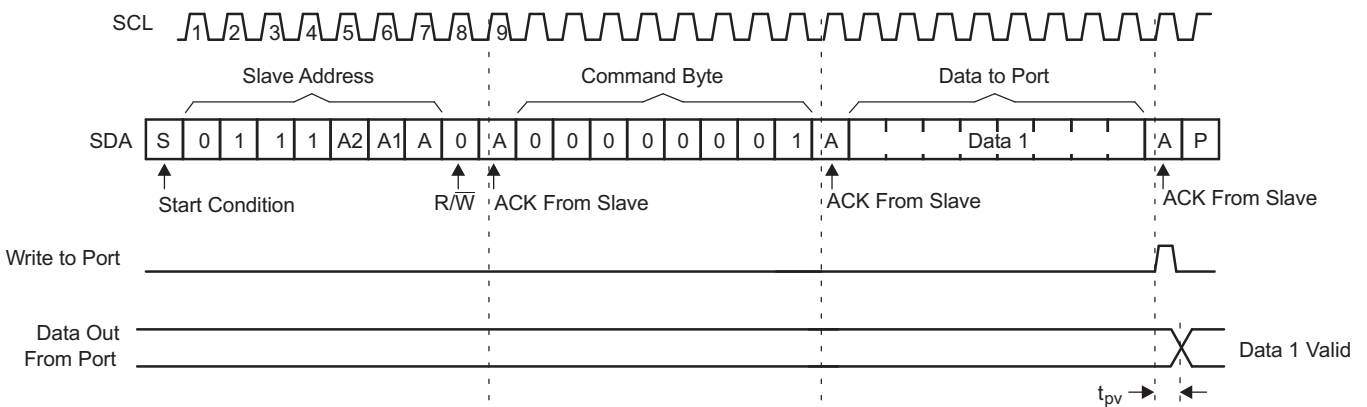 SCL 1 2 3 4 5 6 7 8 9
Slave Address Command Byte Data to Port
SDA S 0 1 1 1 A2 A1 A 0 A 0 0 0 0 0 0 0 1 A Data 1 A P
Start Condition R/W̅ ACK From Slave ACK From Slave ACK From Slave
Write to Port
Data Out
From Port
Data 1 Valid
tpv